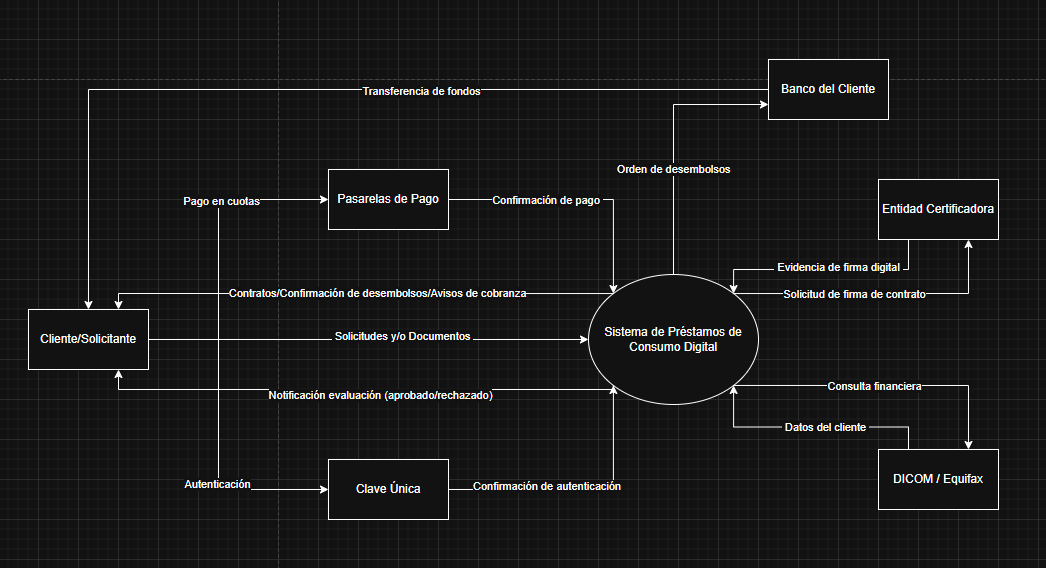 Banco del Cliente
Transferencia de fondos
Orden de desembolsos
Pago en cuotas
Pasarelas de Pago
Confirmación de pago
Entidad Certificadora
Evidencia de firma digital
Contratos/Confirmación de desembolsos/Avisos de cobranza
Solicitud de firma de contrato
Cliente/Solicitante
Solicitudes y/o Documentos
Sistema de Préstamos de
Consumo Digital
Notificación evaluación (aprobado/rechazado)
Consulta financiera
Datos del cliente
Autenticación
Clave Única
Confirmación de autenticación
DICOM / Equifax